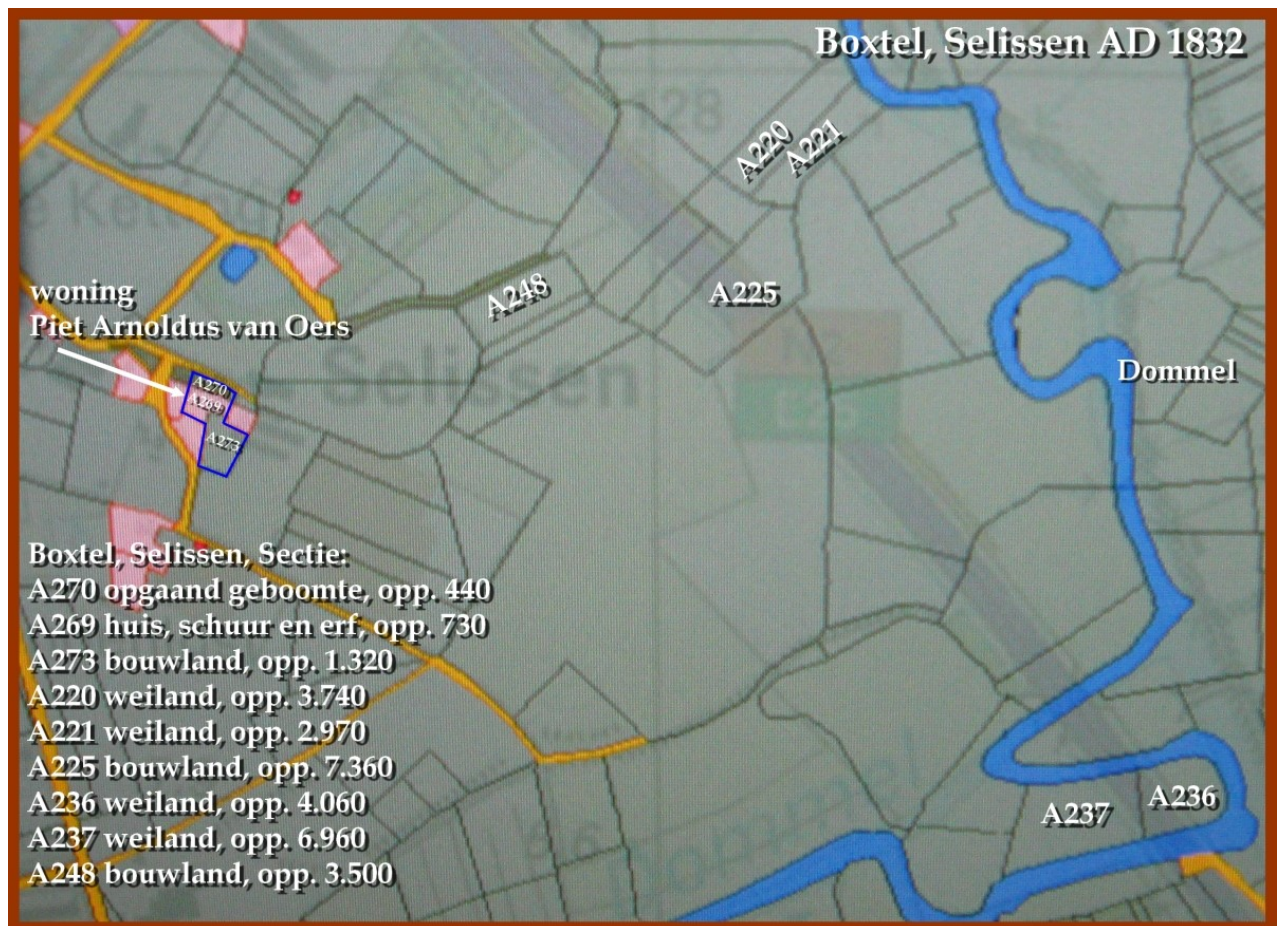 Boxtel, Selissen AD 1832
128
A220
A221
A248
A225
woning
Piet Arnoldus van Oers
Dommel
A270
A269
A273
E25
Boxtel, Selissen, Sectie:
A270 opgaand geboomte, opp. 440
A269 huis, schuur en erf, opp. 730
A273 bouwland, opp. 1.320
A220 weiland, opp. 3.740
A221 weiland, opp. 2.970
A225 bouwland, opp. 7.360
A236 weiland, opp. 4.060
A237 weiland, opp. 6.960
A248 bouwland, opp. 3.500
A237
A236